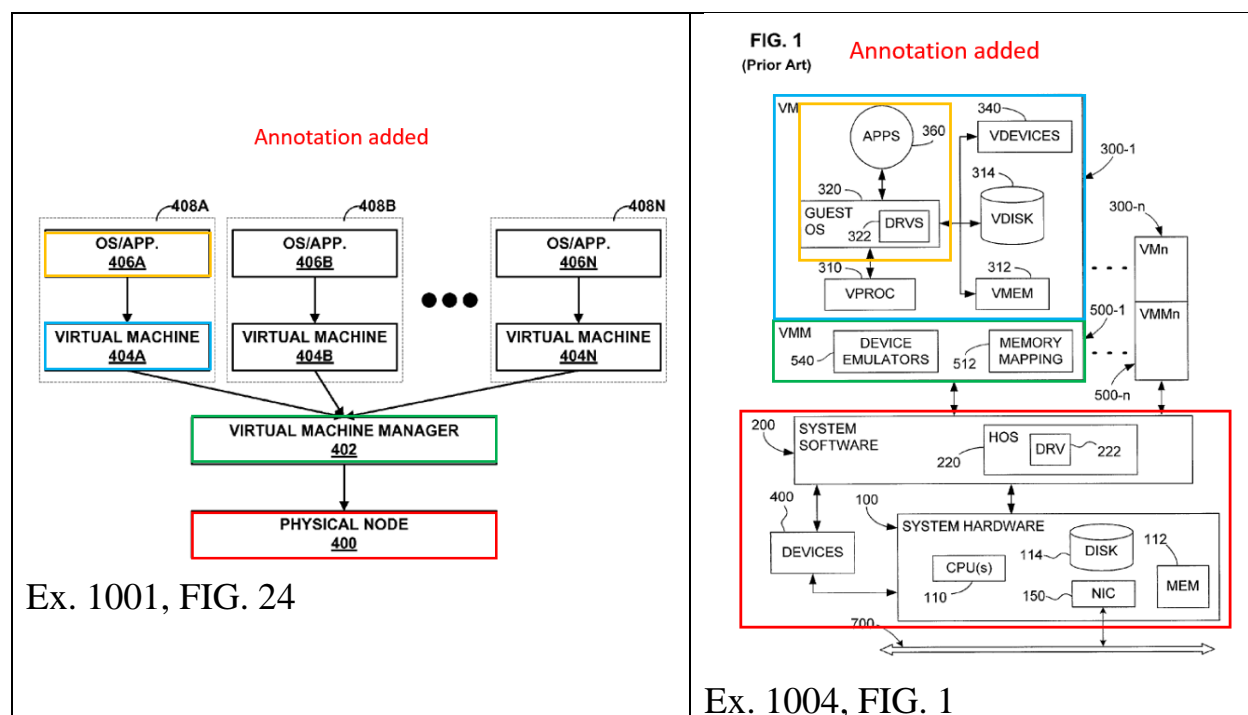 Annotation added
408A
408B
408N
OS/APP.
406A
OS/APP.
406B
OS/APP.
406N
VIRTUAL MACHINE
404A
VIRTUAL MACHINE
404B
VIRTUAL MACHINE
404N
VIRTUAL MACHINE MANAGER
402
PHYSICAL NODE
400
Ex. 1001, FIG. 24
FIG. 1
(Prior Art)
Annotation added
VM
APPS
360
340
VDEVICES
300-1
320
314
GUEST
OS
322
DRVS
VDISK
300-n
VMn
310
VPROC
312
VMEM
VMM
500-1
540
DEVICE
EMULATORS
512
MEMORY
MAPPING
VMMn
500-n
200
SYSTEM
SOFTWARE
HOS
220
DRV
222
400
DEVICES
100
SYSTEM HARDWARE
114
DISK
112
CPU(s)
110
150
NIC
MEM
700
Ex. 1004, FIG. 1